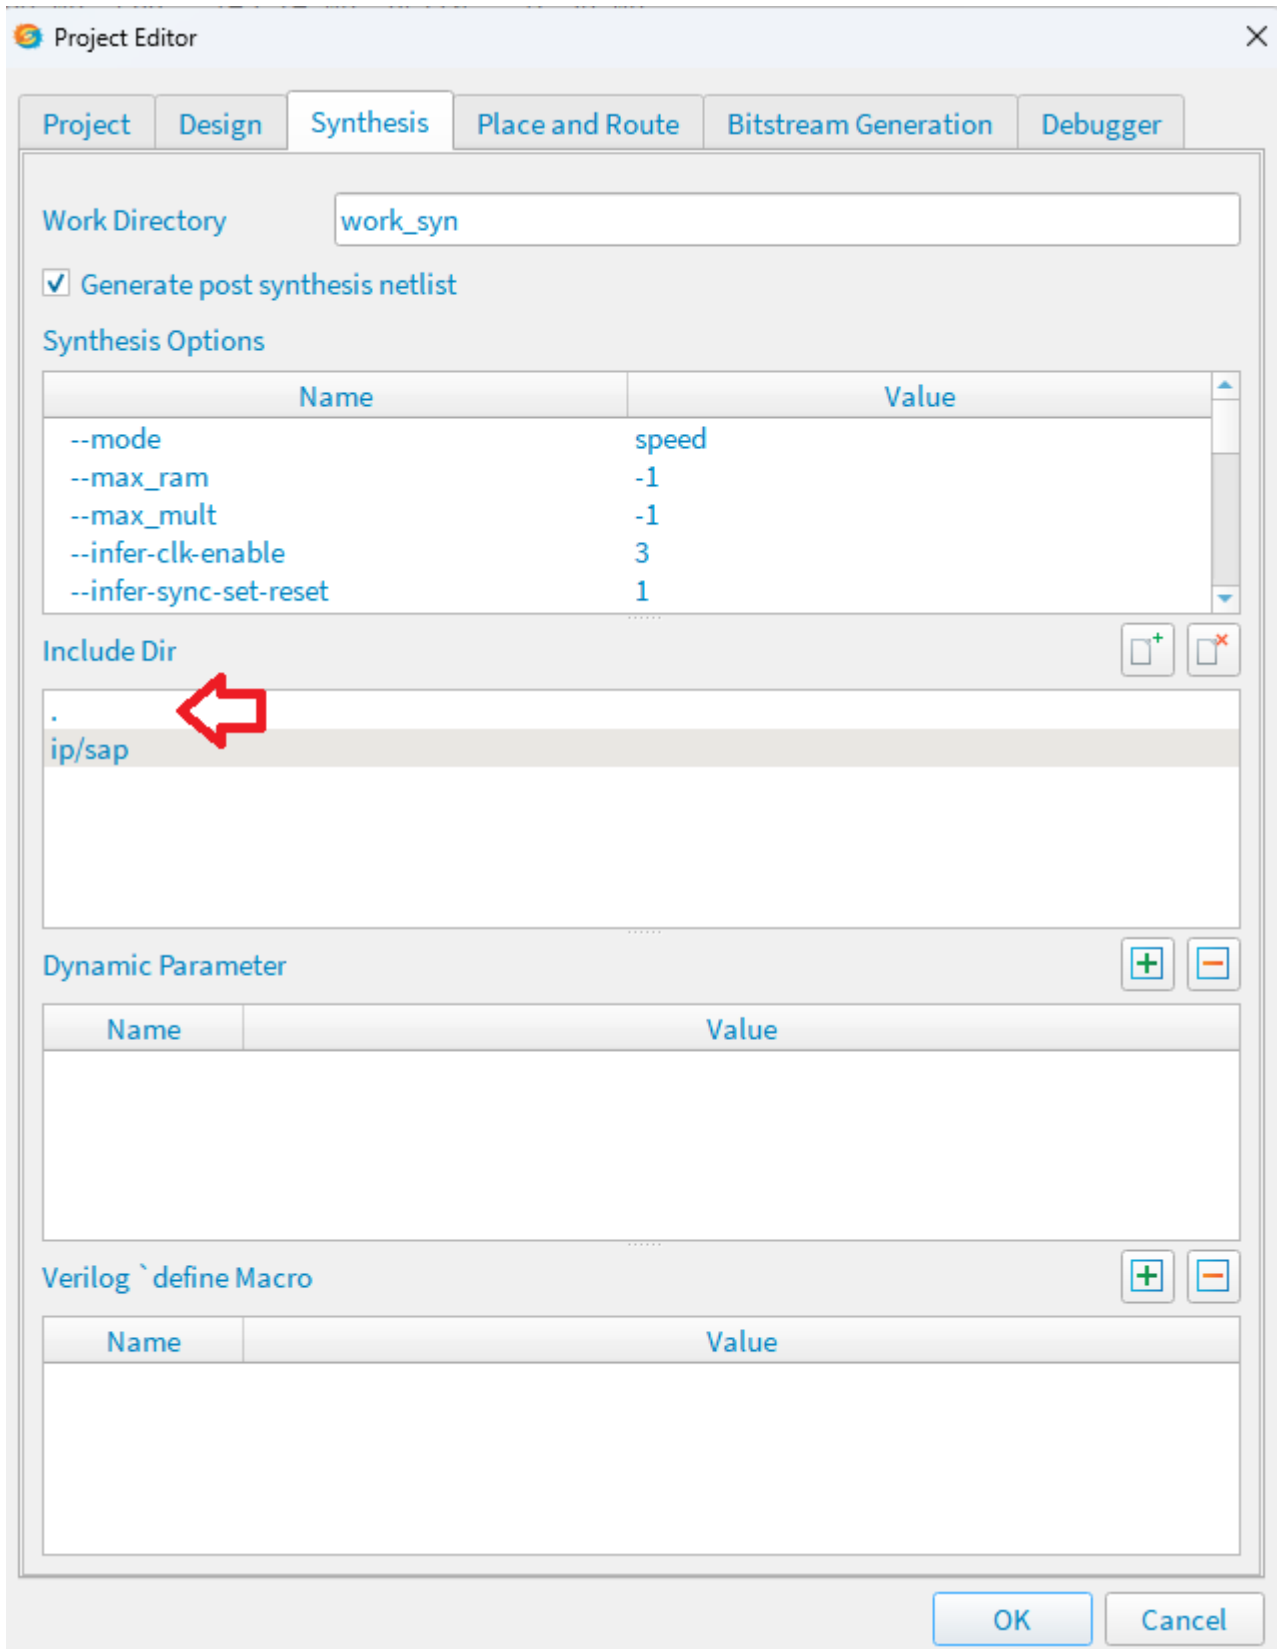 Project Editor
Project Design Synthesis Place and Route Bitstream Generation Debugger
Work Directory work_syn
Generate post synthesis netlist
Synthesis Options
Name Value
--mode speed
--max_ram -1
--max_mult -1
--infer-clk-enable 3
--infer-sync-set-reset 1
Include Dir
.
ip/sap
Dynamic Parameter
Name Value
Verilog `define Macro
Name Value
OK Cancel